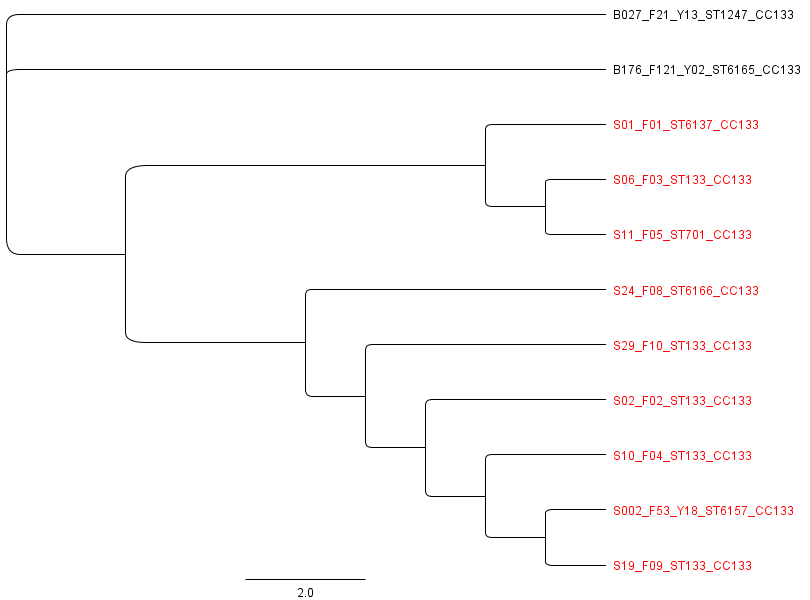 B027_F21_Y13_ST1247_CC133
B176_F121_Y02_ST6165_CC133
S01_F01_ST6137_CC133
S06_F03_ST133_CC133
S11_F05_ST701_CC133
S24_F08_ST6166_CC133
S29_F10_ST133_CC133
S02_F02_ST133_CC133
S10_F04_ST133_CC133
S002_F53_Y18_ST6157_CC133
S19_F09_ST133_CC133
2.0